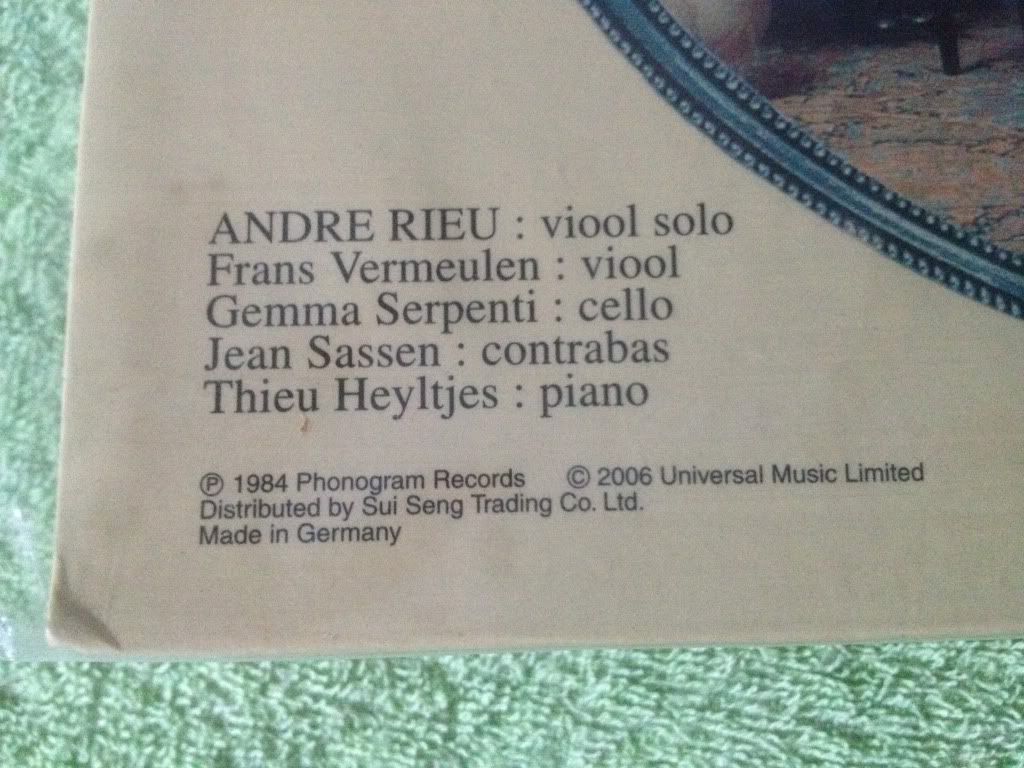 ANDRE RIEU : viool solo
Frans Vermeulen : viool
Gemma Serpenti : cello
Jean Sassen : contrabas
Thieu Heyltjes : piano
℗ 1984 Phonogram Records © 2006 Universal Music Limited
Distributed by Sui Seng Trading Co. Ltd.
Made in Germany